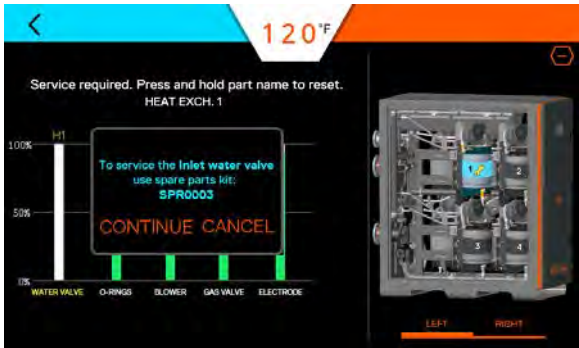 120°F
Service required. Press and hold part name to reset.
HEAT EXCH. 1
H1
100%
50%
0%
To service the Inlet water valve
use spare parts kit:
SPR0003
CONTINUE CANCEL
WATER VALVE O-RINGS BLOWER GAS VALVE ELECTRODE
1 2
3 4
LEFT RIGHT